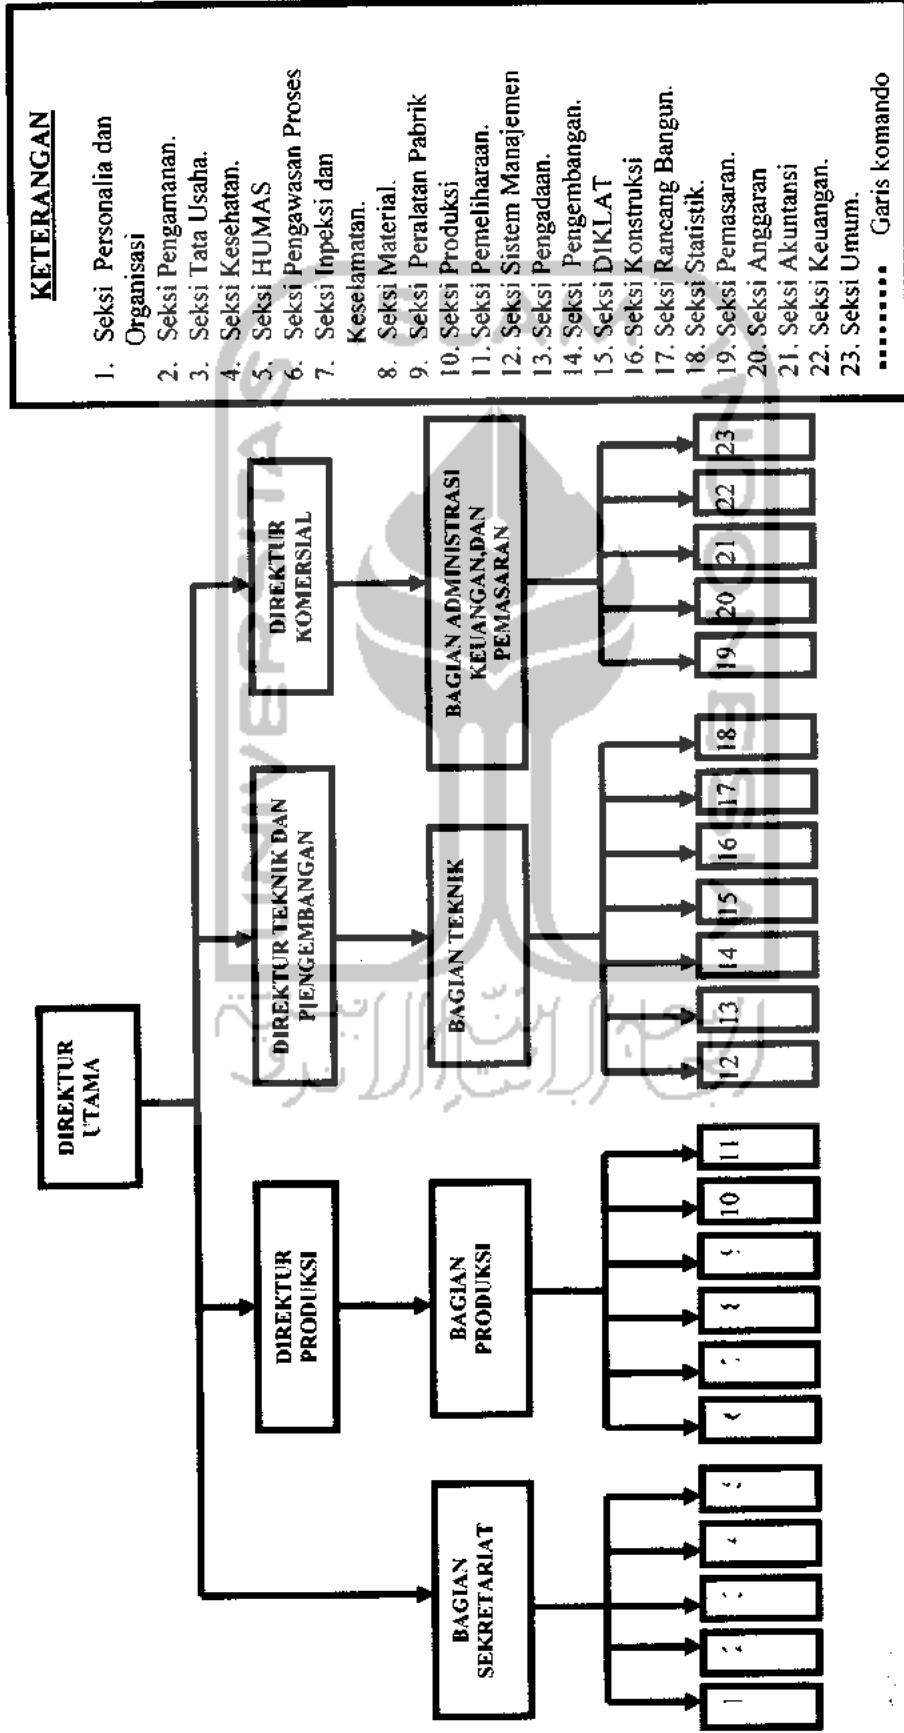 DIREKTUR
UTAMA
DIREKTUR
PRODUKSI
DIREKTUR TEKNIK DAN
P[ENGEMBANGAN
DIREKTUR
KOMERSIAL
BAGIAN
SEKRETARIAT
BAGIAN
PRODUKSI
BAGIAN TEKNIK
BAGIAN ADMINISTRASI
KEUANGAN,DAN
PEMASARAN
1
4
8
10
11
12
13
14
15
16
17
18
19
20
21
22
23
KETERANGAN
1. Seksi Personalia dan
Organisasi
2. Seksi Pengamanan.
3. Seksi Tata Usaha.
4. Seksi Kesehatan.
5. Seksi HUMAS
6. Seksi Pengawasan Proses
7. Seksi Inpeksi dan
Keselamatan.
8. Seksi Material.
9. Seksi Peralatan Pabrik
10. Seksi Produksi
11. Seksi Pemeliharaan.
12. Seksi Sistem Manajemen
13. Seksi Pengadaan.
14. Seksi Pengembangan.
15. Seksi DIKLAT
16. Seksi Konstruksi
17. Seksi Rancang Bangun.
18. Seksi Statistik.
19. Seksi Pemasaran.
20. Seksi Anggaran
21. Seksi Akuntansi
22. Seksi Keuangan.
23. Seksi Umum.
........ Garis komando
UNIVERSITAS
ISLAM
INDONESIA